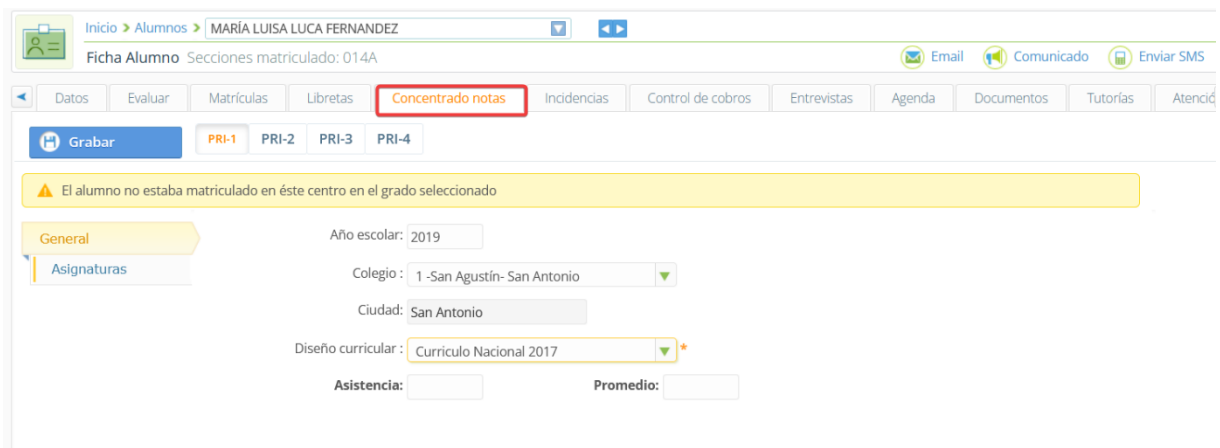 Inicio > Alumnos > MARÍA LUISA LUCA FERNANDEZ
Ficha Alumno Secciones matriculado: 014A Email Comunicado Enviar SMS
Datos Evaluar Matrículas Libretas Concentrado notas Incidencias Control de cobros Entrevistas Agenda Documentos Tutorías Atenció
Grabar PRI-1 PRI-2 PRI-3 PRI-4
El alumno no estaba matriculado en éste centro en el grado seleccionado
General Año escolar: 2019
Asignaturas Colegio : 1 -San Agustín- San Antonio
Ciudad: San Antonio
Diseño curricular : Curriculo Nacional 2017 *
Asistencia: Promedio: